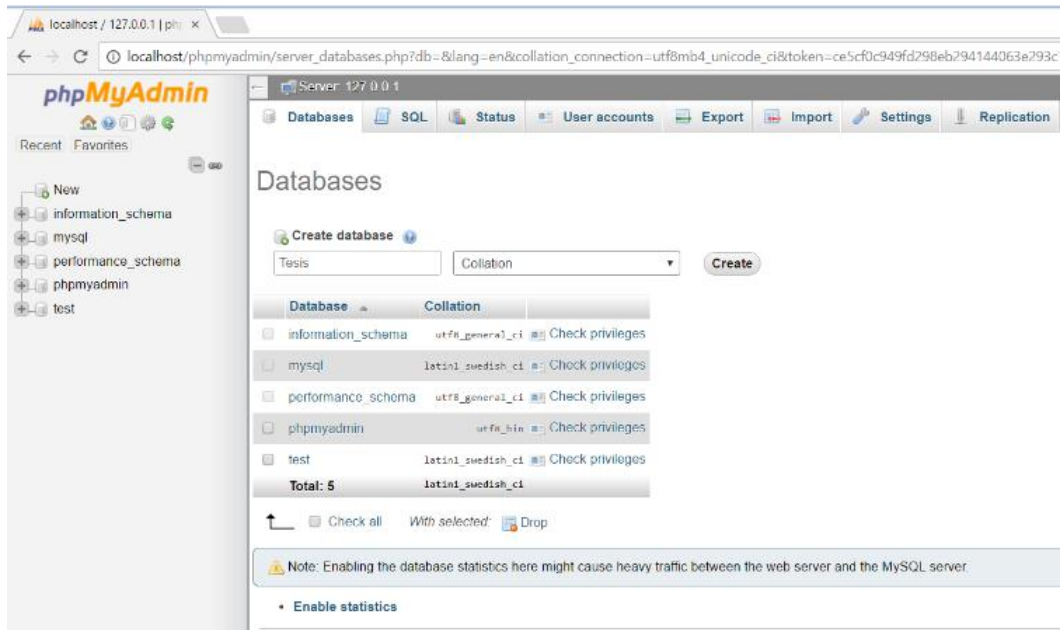 localhost / 127.0.0.1 | ph
localhost/phpmyadmin/server_databases.php?db=&lang=en&collation_connection=utf8mb4_unicode_ci&token=ce5cf0c949fd298eb294144063e293c
phpMyAdmin
Recent Favorites
New
information_schema
mysql
performance_schema
phpmyadmin
test
Server: 127.0.0.1
Databases SQL Status User accounts Export Import Settings Replication
Databases
Create database
Tesis Collation Create
Database Collation
information_schema utf8_general_ci Check privileges
mysql latin1_swedish_ci Check privileges
performance_schema utf8_general_ci Check privileges
phpmyadmin utf8_bin Check privileges
test latin1_swedish_ci Check privileges
Total: 5 latin1_swedish_ci
Check all With selected: Drop
Note: Enabling the database statistics here might cause heavy traffic between the web server and the MySQL server.
Enable statistics